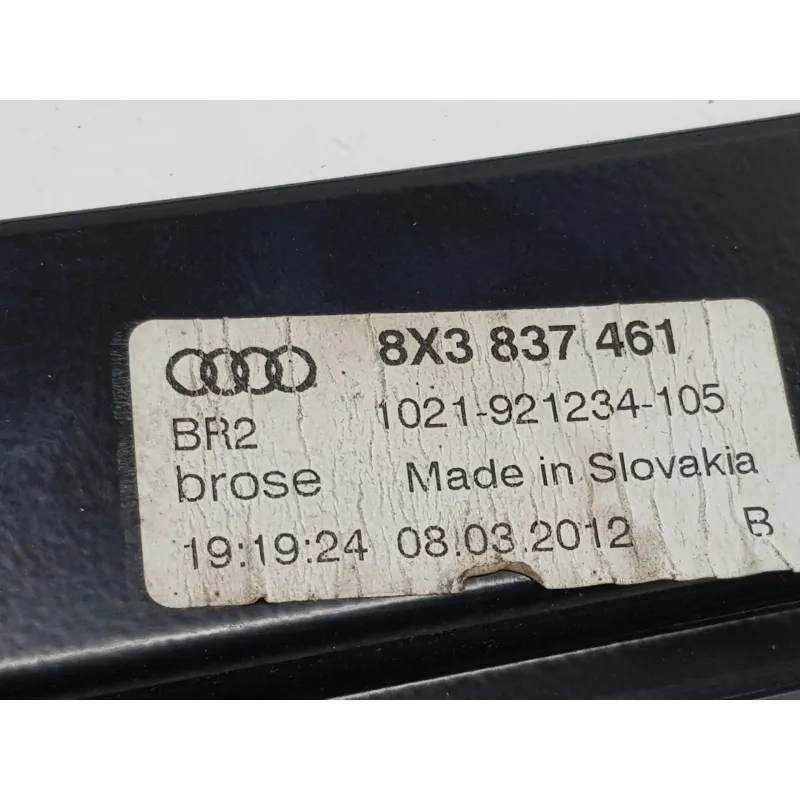 8X3 837 461
BR2 1021-921234-105
brose Made in Slovakia
19:19:24 08.03.2012 B